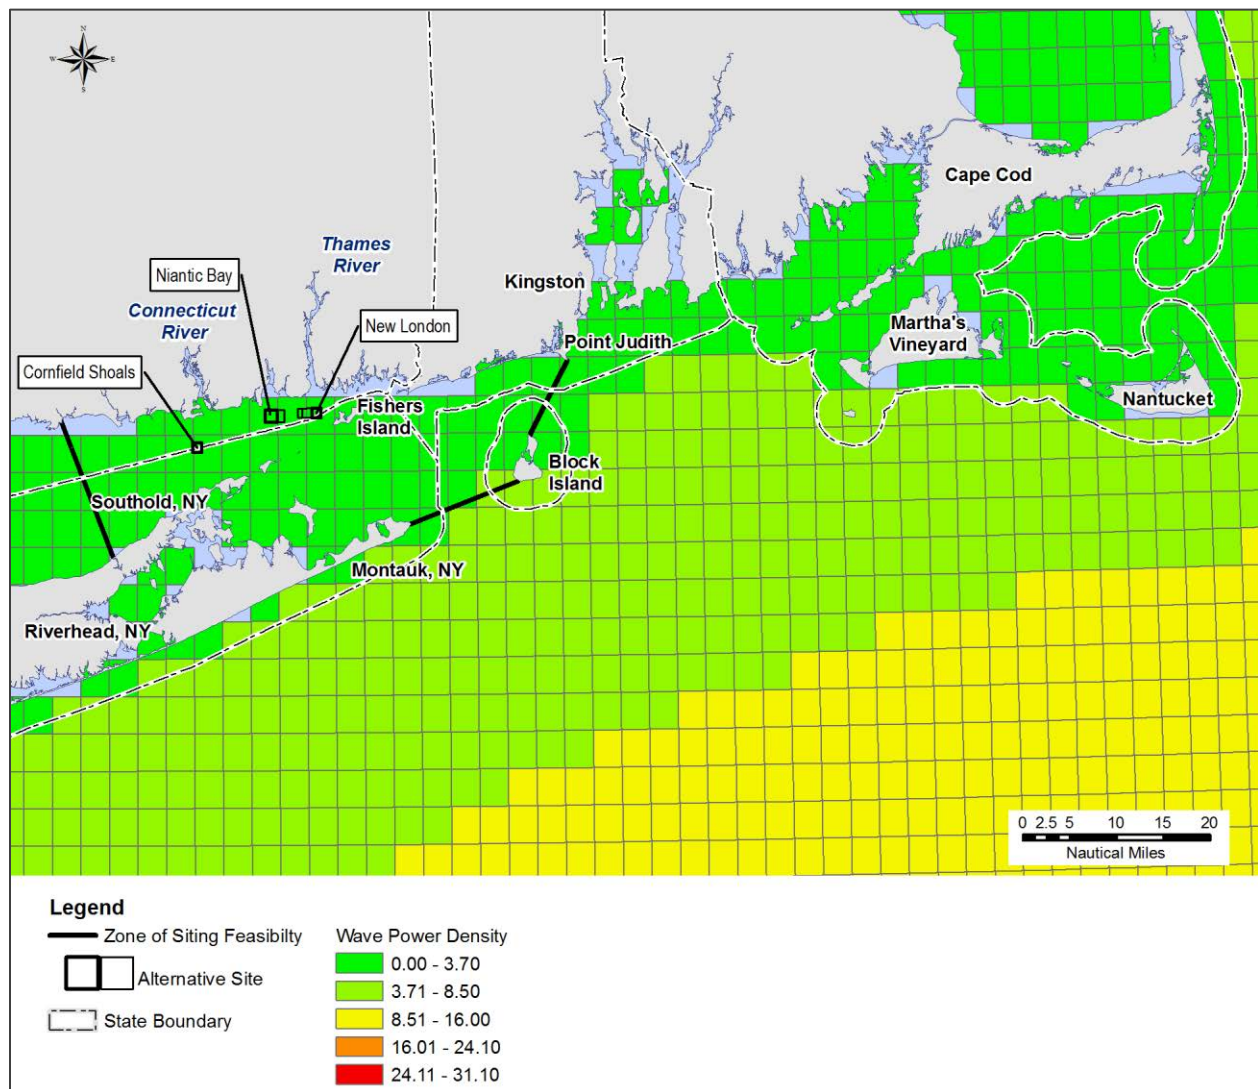 N
W E
S
Cape Cod
Thames
River
Niantic Bay
Kingston
Connecticut
River
New London
Martha's
Vineyard
Point Judith
Cornfield Shoals
Fishers
Island
Nantucket
Block
Island
Southold, NY
Montauk, NY
Riverhead, NY
0 2.5 5 10 15 20
Nautical Miles
Legend
Zone of Siting Feasibilty
Alternative Site
State Boundary
Wave Power Density
0.00 - 3.70
3.71 - 8.50
8.51 - 16.00
16.01 - 24.10
24.11 - 31.10